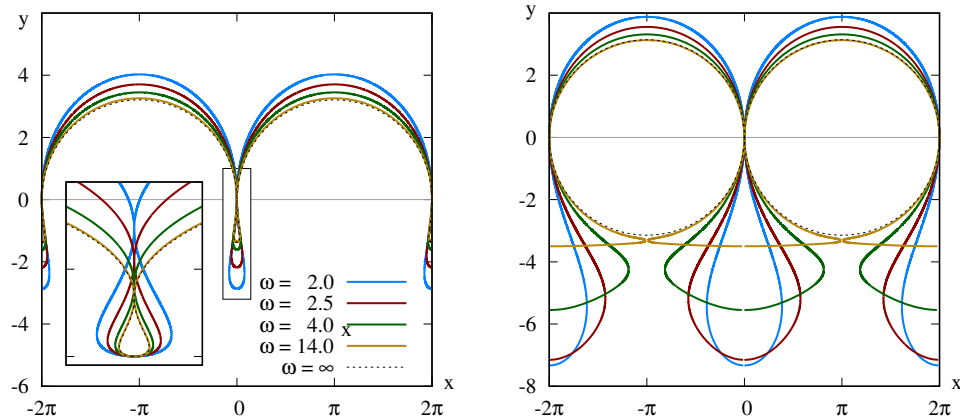 y
4
2
0
-2
-4
-6
-2π
-π
0
π
2π
x
ω = 2.0
ω = 2.5
ω = 4.0
x
ω = 14.0
ω = ∞
y
2
0
-2
-4
-6
-8
-2π
-π
0
π
2π
x